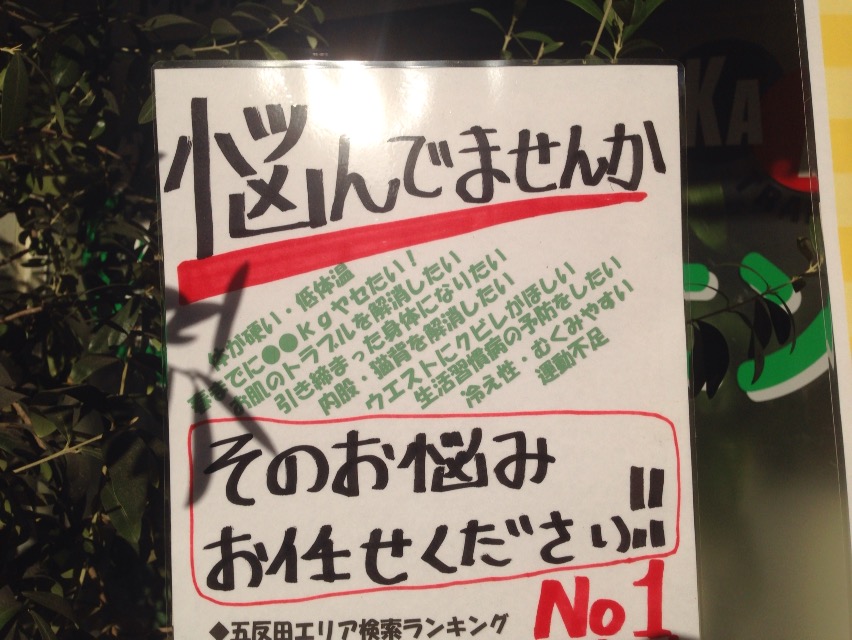 悩んでませんか
体が硬い・低体温
春までに●●kgヤセたい！
お肌のトラブルを解消したい
引き締まった身体になりたい
内股・猫背を解消したい
ウエストにクビレがほしい
生活習慣病の予防をしたい
冷え性・むくみやすい
運動不足
そのお悩み
お任せください!!
◆五反田エリア検索ランキング
No1
KA